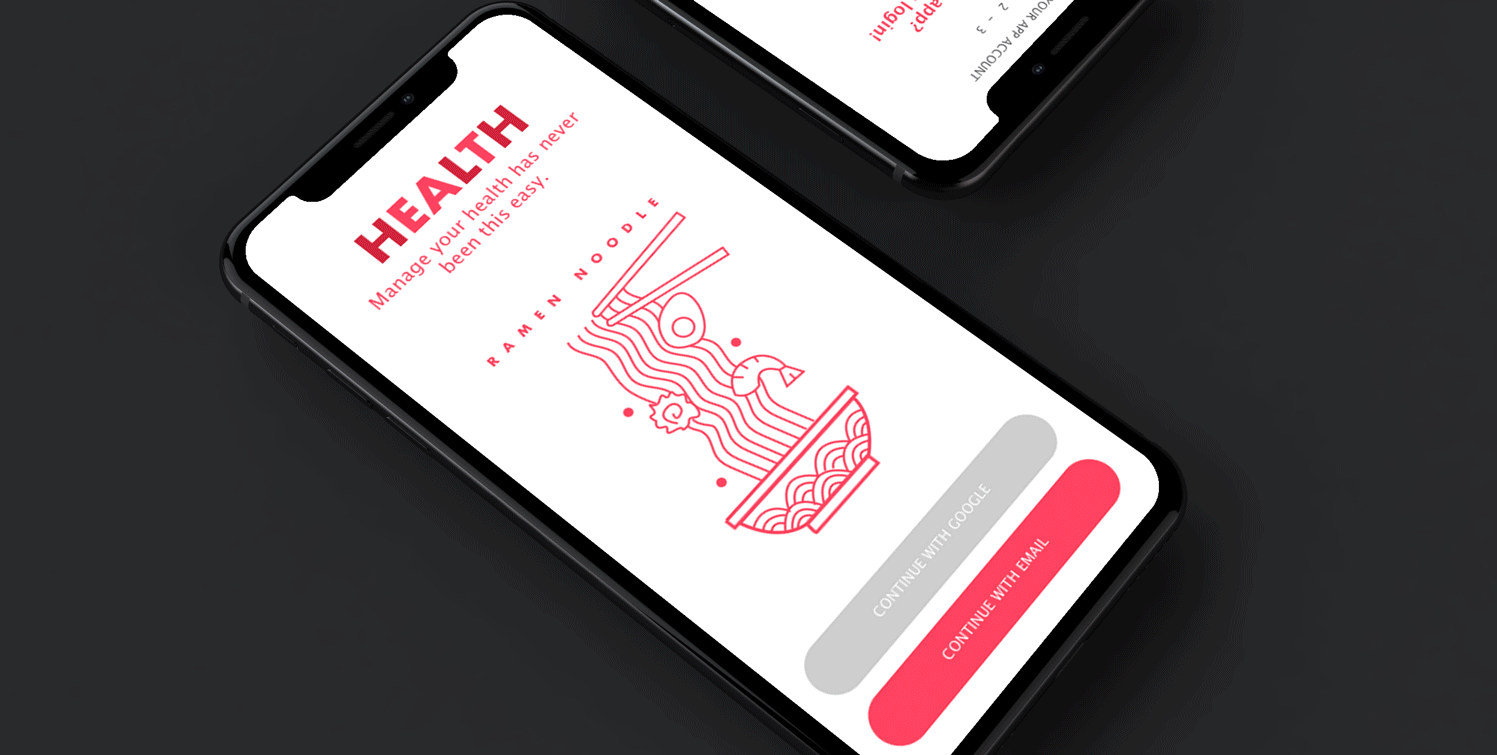 HEALTH
Manage your health has never
been this easy.
RAMEN NOODLE
CONTINUE WITH GOOGLE
CONTINUE WITH EMAIL
app?
login!
YOUR APP ACCOUNT
2 - 3